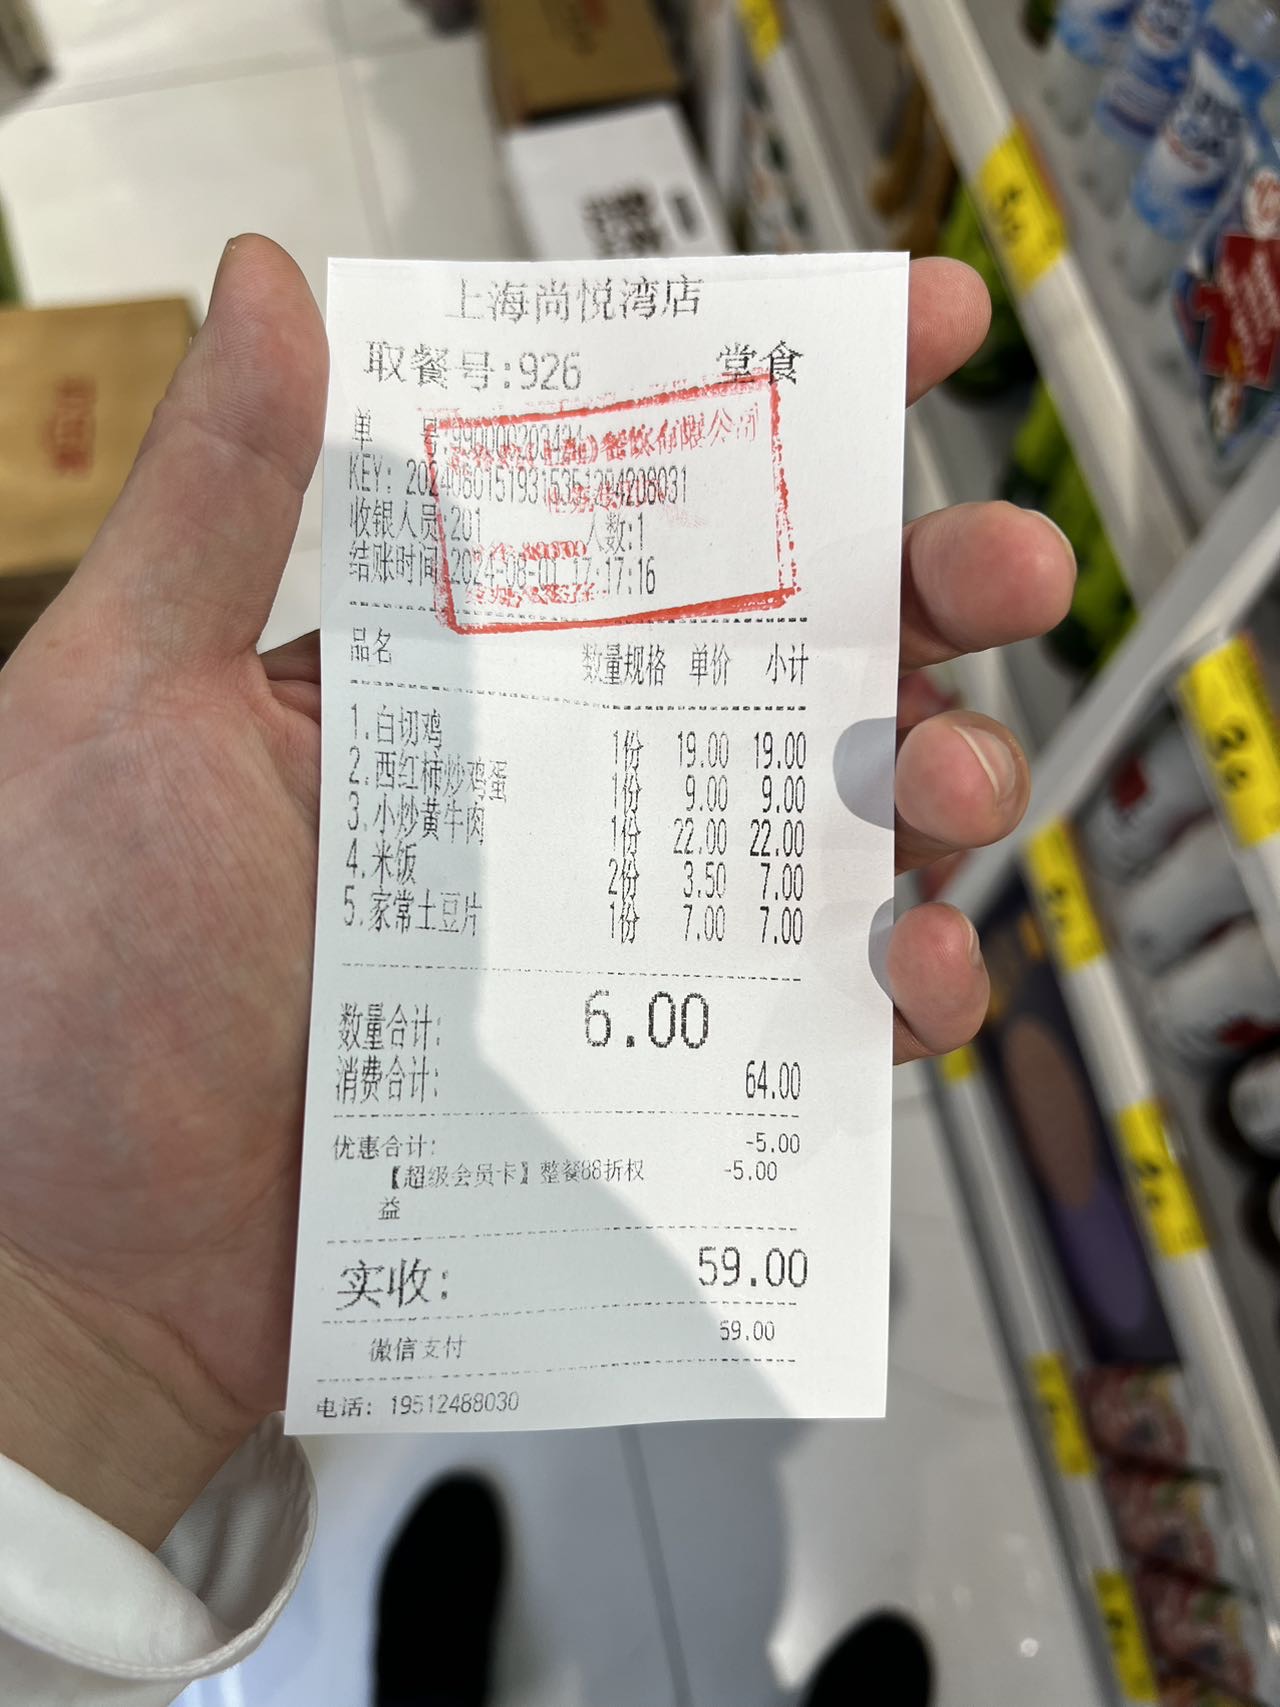 上海尚悦湾店
取餐号:926 堂食
单 号:990006203424
餐饮有限公司
KEY: 20240601519315351294208031
收银人员:201 人数:1
结账时间:2024-08-01 17:17:16
品名 数量规格 单价 小计
1.白切鸡 1份 19.00 19.00
2.西红柿炒鸡蛋 1份 9.00 9.00
3.小炒黄牛肉 1份 22.00 22.00
4.米饭 2份 3.50 7.00
5.家常土豆片 1份 7.00 7.00
数量合计: 6.00
消费合计: 64.00
优惠合计: -5.00
【超级会员卡】整餐88折权 -5.00
益
实收: 59.00
微信支付 59.00
电话: 19512488030